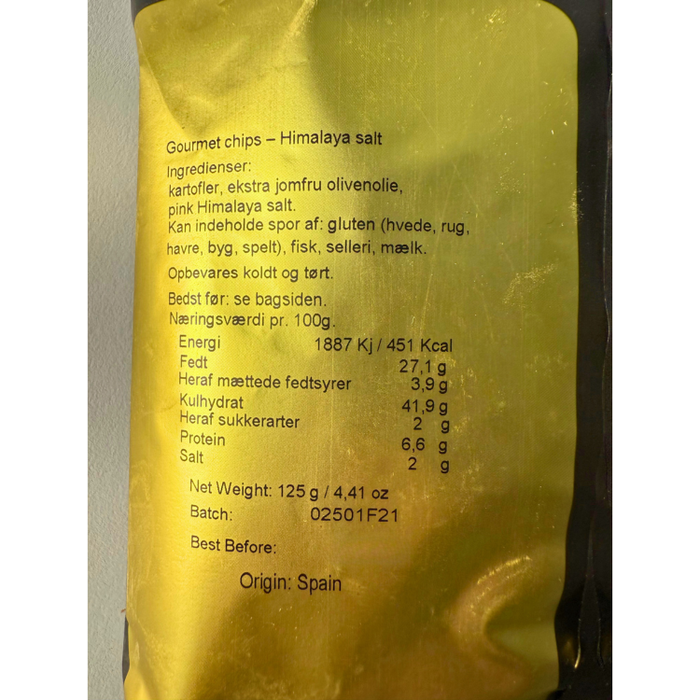 Gourmet chips – Himalaya salt
Ingredienser:
kartofler, ekstra jomfru olivenolie,
pink Himalaya salt.
Kan indeholde spor af: gluten (hvede, rug,
havre, byg, spelt), fisk, selleri, mælk.
Opbevares koldt og tørt.
Bedst før: se bagsiden.
Næringsværdi pr. 100g.
Energi 1887 Kj / 451 Kcal
Fedt 27,1 g
Heraf mættede fedtsyrer 3,9 g
Kulhydrat 41,9 g
Heraf sukkerarter 2 g
Protein 6,6 g
Salt 2 g
Net Weight: 125 g / 4,41 oz
Batch: 02501F21
Best Before:
Origin: Spain